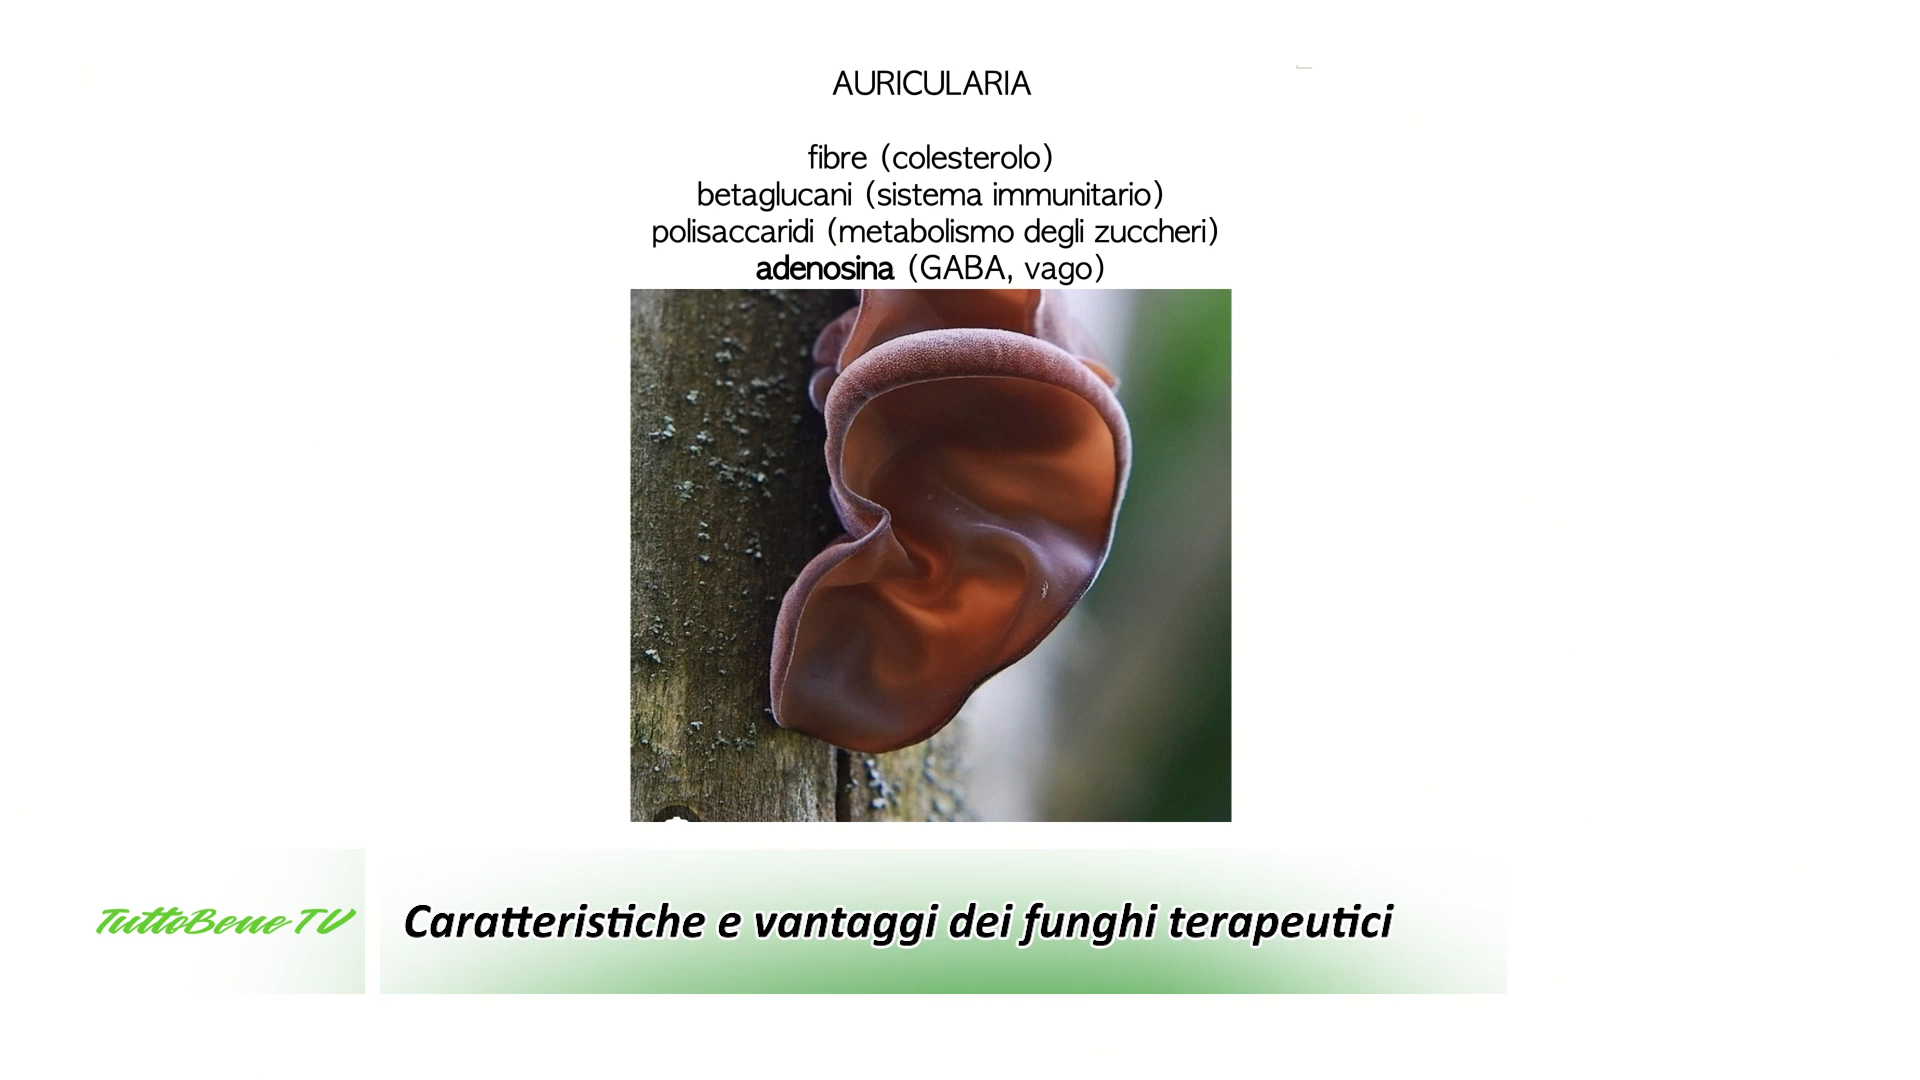 AURICULARIA
fibre (colesterolo)
betaglucani (sistema immunitario)
polisaccaridi (metabolismo degli zuccheri)
adenosina (GABA, vago)
TuttoBene TV
Caratteristiche e vantaggi dei funghi terapeutici